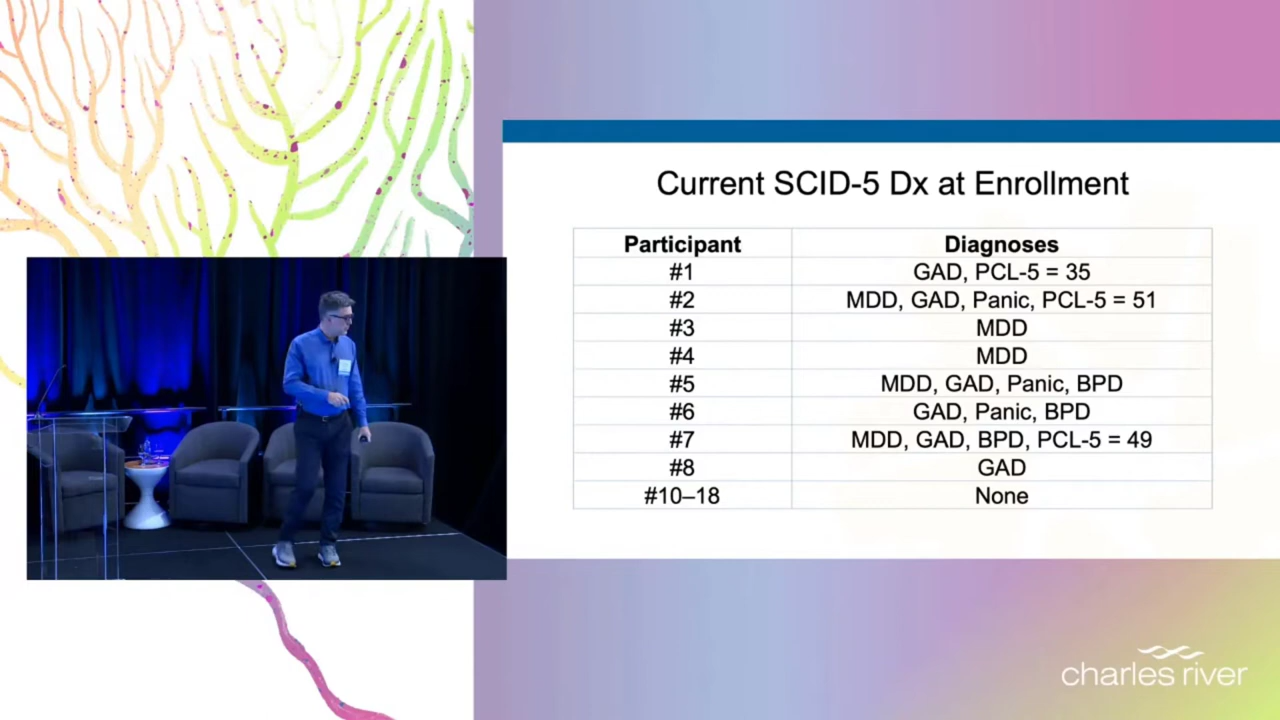 Current SCID-5 Dx at Enrollment
Participant Diagnoses
#1 GAD, PCL-5 = 35
#2 MDD, GAD, Panic, PCL-5 = 51
#3 MDD
#4 MDD
#5 MDD, GAD, Panic, BPD
#6 GAD, Panic, BPD
#7 MDD, GAD, BPD, PCL-5 = 49
#8 GAD
#10–18 None
charles river